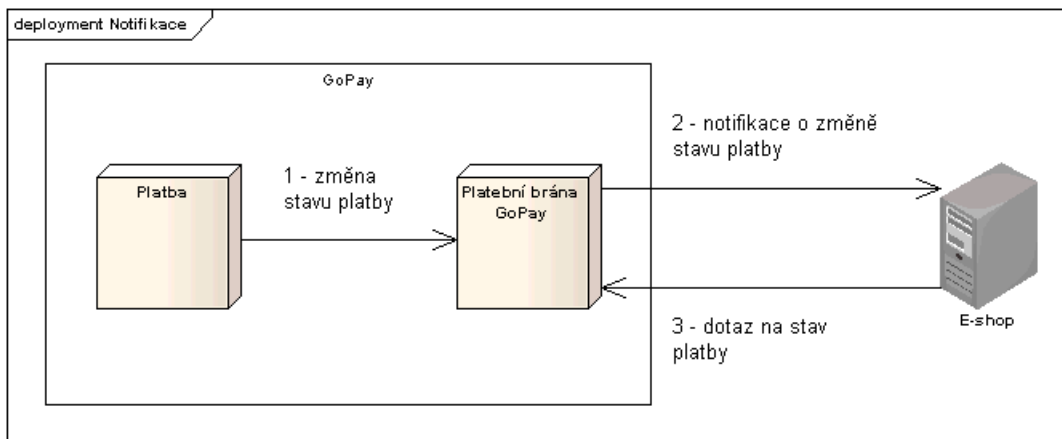 deployment Notifikace
GoPay
Platba
1 - změna
stavu platby
Platební brána
GoPay
2 - notifikace o změně
stavu platby
E-shop
3 - dotaz na stav
platby